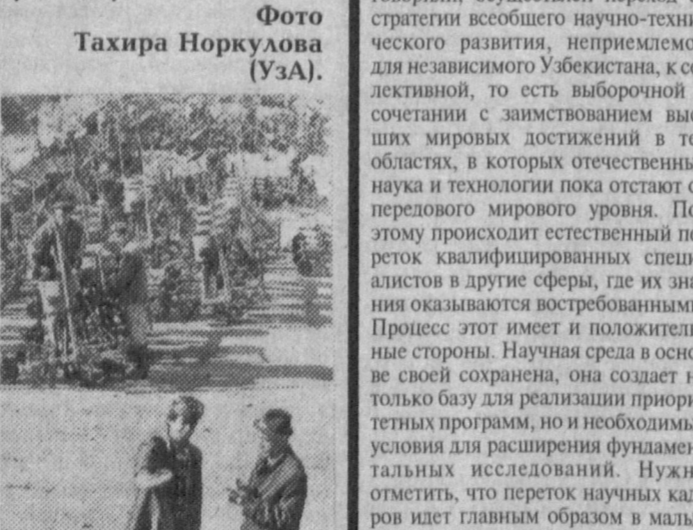 Фото
Тахира Норкулова
(УзА).
стратегии всеобщего научно-техни
ческого развития, неприемлемо
для независимого Узбекистана, к се
лективной, то есть выборочной
сочетании с заимствованием выс
ших мировых достижений в те
областях, в которых отечественны
наука и технологии пока отстают о
передового мирового уровня. По
этому происходит естественный пе
реток квалифицированных специ
алистов в другие сферы, где их зна
ния оказываются востребованными
Процесс этот имеет и положитель
ные стороны. Научная среда в осно
ве своей сохранена, она создает н
только базу для реализации приори
тетных программ, но и необходимы
условия для расширения фундамен
тальных исследований. Нужн
отметить, что переток научных кад
ров идет главным образом в малы